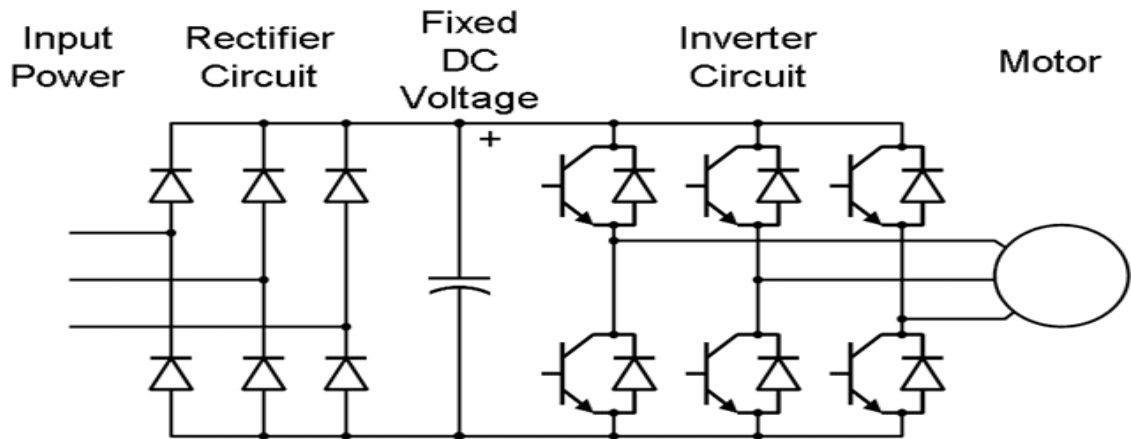 Input
Power
Rectifier
Circuit
Fixed
DC
Voltage
+
Inverter
Circuit
Motor